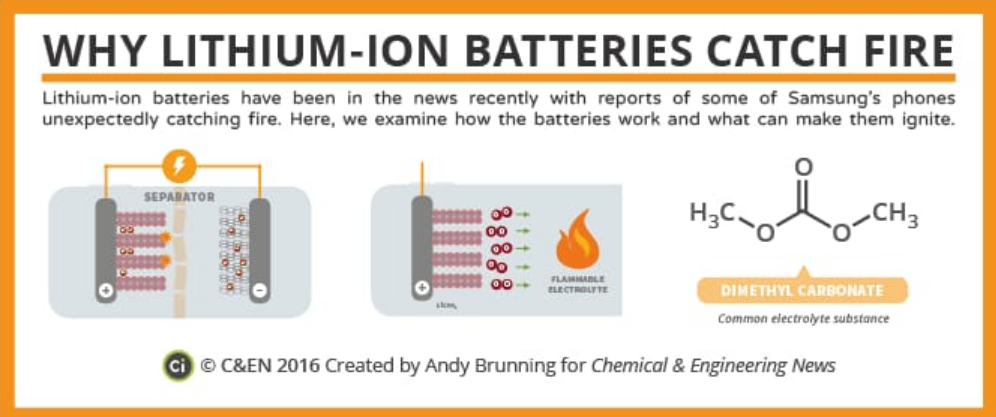 WHY LITHIUM-ION BATTERIES CATCH FIRE
Lithium-ion batteries have been in the news recently with reports of some of Samsung's phones
unexpectedly catching fire. Here, we examine how the batteries work and what can make them ignite.
SEPARATOR
+
−
+
FLAMMABLE
ELECTROLYTE
O
H₃C
O
O
CH₃
DIMETHYL CARBONATE
Common electrolyte substance
Ci © C&EN 2016 Created by Andy Brunning for Chemical & Engineering News